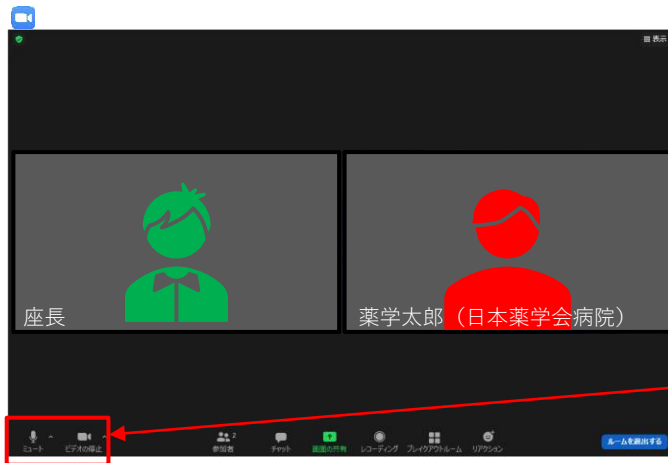 表示
座長
薬学太郎（日本薬学会病院）
ミュート
ビデオの停止
2
参加者
チャット
画面の共有
レコーディング
ブレイクアウトルーム
リアクション
ルームを退出する